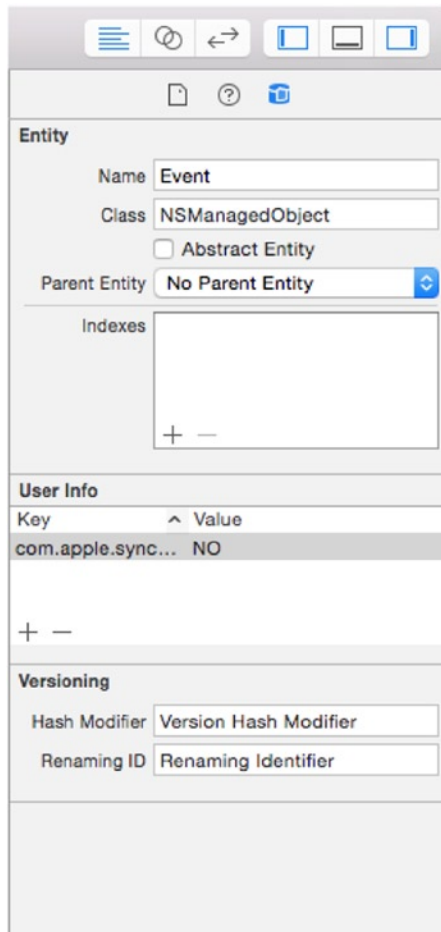 Entity
Name Event
Class NSManagedObject
Abstract Entity
Parent Entity No Parent Entity
Indexes
User Info
Key Value
com.apple.sync... NO
Versioning
Hash Modifier Version Hash Modifier
Renaming ID Renaming Identifier